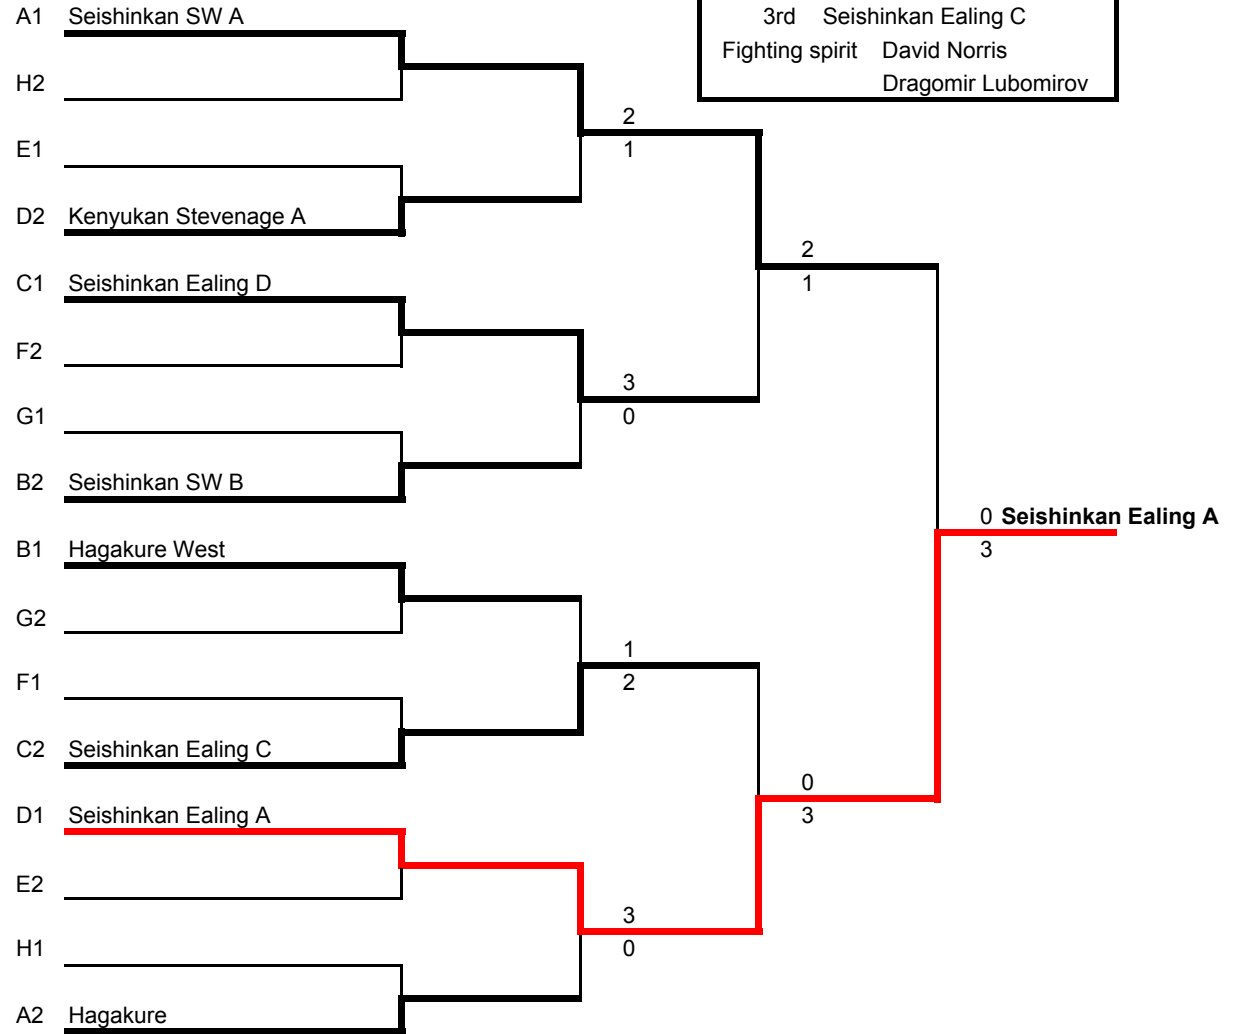 A1 Seishinkan SW A
3rd Seishinkan Ealing C
Fighting spirit David Norris
Dragomir Lubomirov
H2
2
1
E1
D2 Kenyukan Stevenage A
2
1
C1 Seishinkan Ealing D
F2
3
0
G1
B2 Seishinkan SW B
0 Seishinkan Ealing A
3
B1 Hagakure West
G2
1
2
F1
C2 Seishinkan Ealing C
0
3
D1 Seishinkan Ealing A
E2
3
0
H1
A2 Hagakure